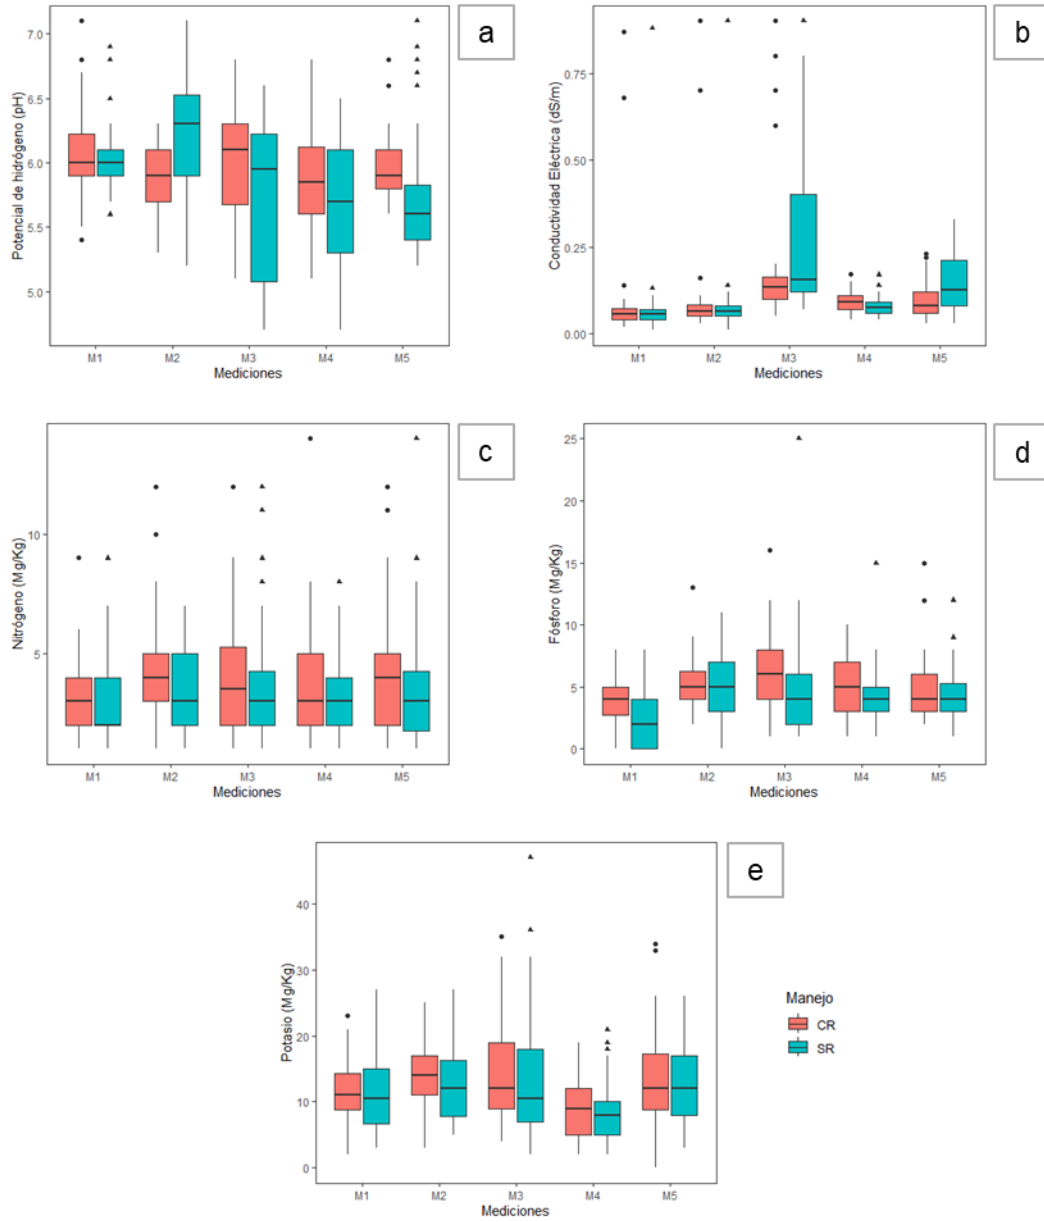 a
Potencial de hidrógeno (pH)
7.0
6.5
6.0
5.5
5.0
M1 M2 M3 M4 M5
Mediciones
b
Conductividad Eléctrica (dS/m)
0.75
0.50
0.25
0.00
M1 M2 M3 M4 M5
Mediciones
c
Nitrógeno (Mg/Kg)
10
5
M1 M2 M3 M4 M5
Mediciones
d
Fósforo (Mg/Kg)
25
20
15
10
5
0
M1 M2 M3 M4 M5
Mediciones
e
Potasio (Mg/Kg)
40
30
20
10
0
M1 M2 M3 M4 M5
Mediciones
Manejo
CR
SR